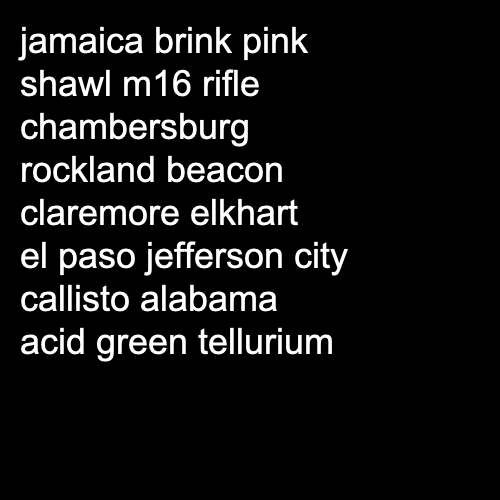 jamaica brink pink
shawl m16 rifle
chambersburg
rockland beacon
claremore elkhart
el paso jefferson city
callisto alabama
acid green tellurium